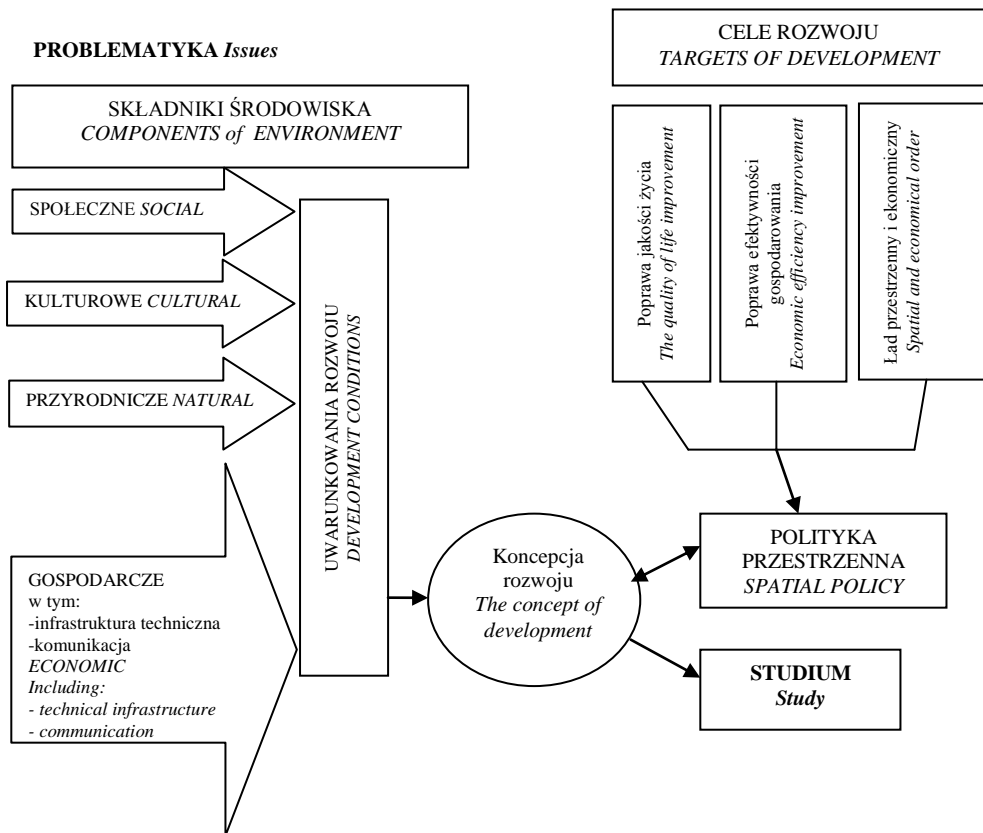 PROBLEMATYKA Issues
SKŁADNIKI ŚRODOWISKA
COMPONENTS of ENVIRONMENT
SPOŁECZNE SOCIAL
KULTUROWE CULTURAL
PRZYRODNICZE NATURAL
GOSPODARCZE
w tym:
-infrastruktura techniczna
-komunikacja
ECONOMIC
Including:
- technical infrastructure
- communication
UWARUNKOWANIA ROZWOJU
DEVELOPMENT CONDITIONS
Koncepcja
rozwoju
The concept of
development
CELE ROZWOJU
TARGETS OF DEVELOPMENT
Poprawa jakości życia
The quality of life improvement
Poprawa efektywności
gospodarowania
Economic efficiency improvement
Ład przestrzenny i ekonomiczny
Spatial and economical order
POLITYKA
PRZESTRZENNA
SPATIAL POLICY
STUDIUM
Study